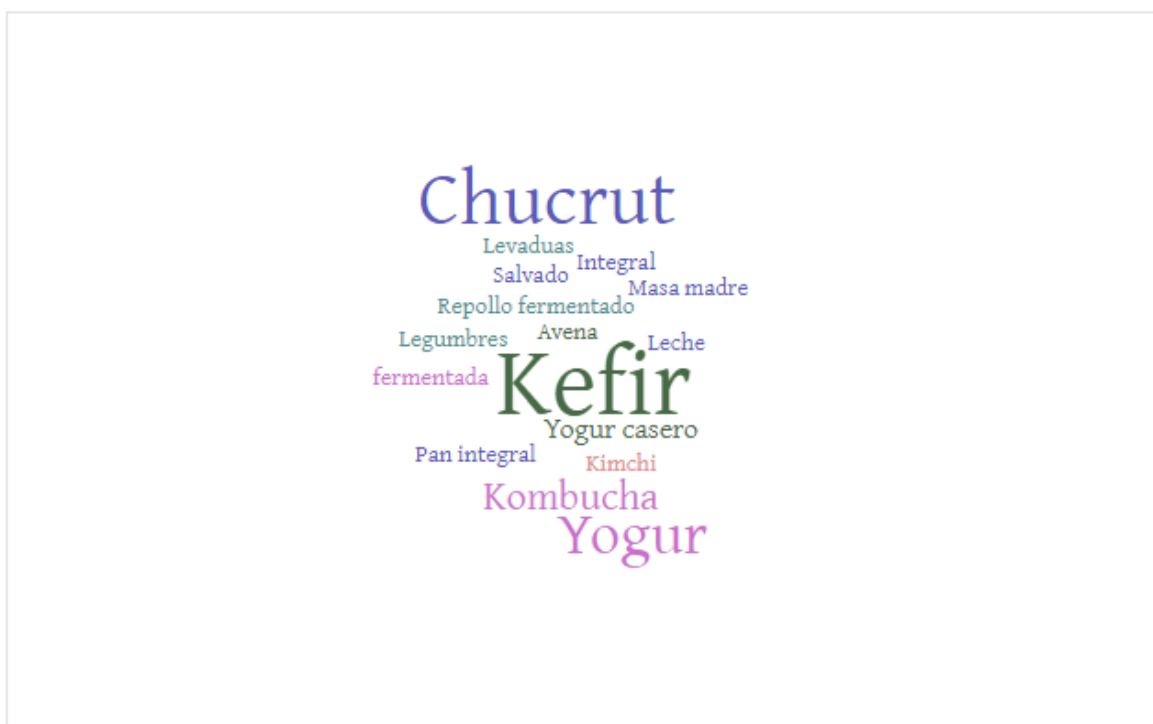 Chucrut
Levaduas
Integral
Salvado
Masa madre
Repollo fermentado
Avena
Legumbres
Leche
fermentada
Kefir
Yogur casero
Pan integral
Kimchi
Kombucha
Yogur